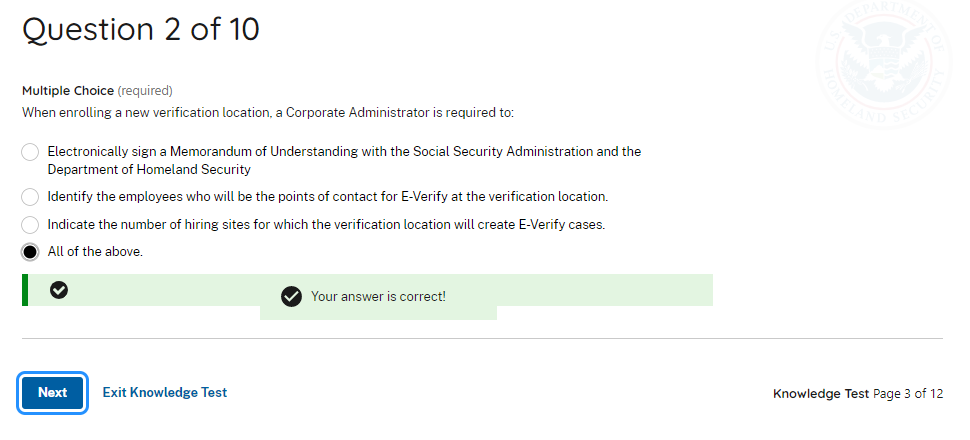 Question 2 of 10
U.S. DEPARTMENT OF HOMELAND SECURITY
Multiple Choice (required)
When enrolling a new verification location, a Corporate Administrator is required to:
Electronically sign a Memorandum of Understanding with the Social Security Administration and the
Department of Homeland Security
Identify the employees who will be the points of contact for E-Verify at the verification location.
Indicate the number of hiring sites for which the verification location will create E-Verify cases.
All of the above.
Your answer is correct!
Next
Exit Knowledge Test
Knowledge Test Page 3 of 12